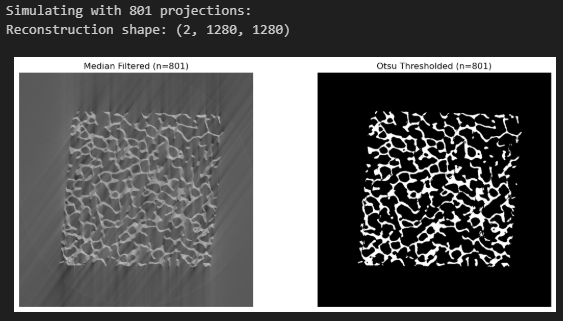 Simulating with 801 projections:
Reconstruction shape: (2, 1280, 1280)
Median Filtered (n=801)
Otsu Thresholded (n=801)